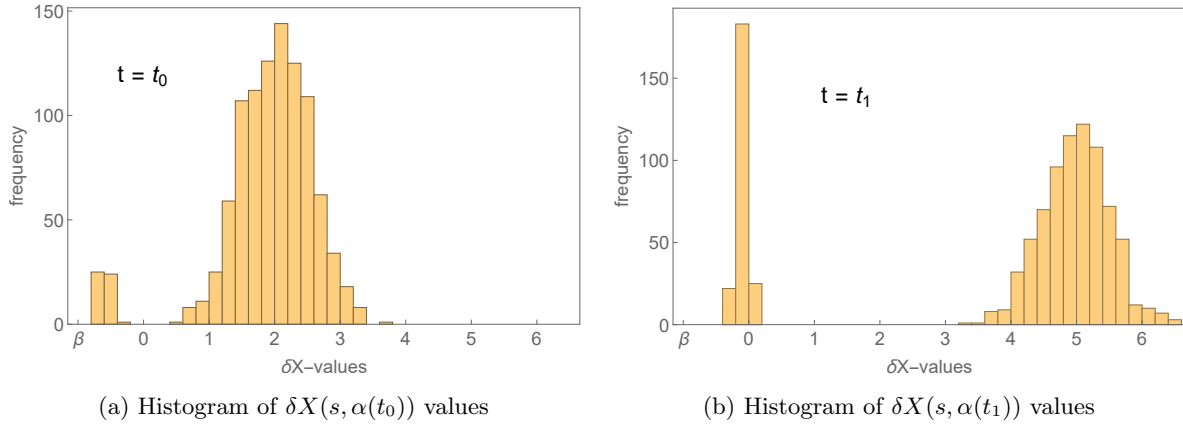 150
t = t₀
100
frequency
50
0
β 0 1 2 3 4 5 6
δX-values
(a) Histogram of δX(s, α(t₀)) values
150
t = t₁
100
frequency
50
0
β 0 1 2 3 4 5 6
δX-values
(b) Histogram of δX(s, α(t₁)) values